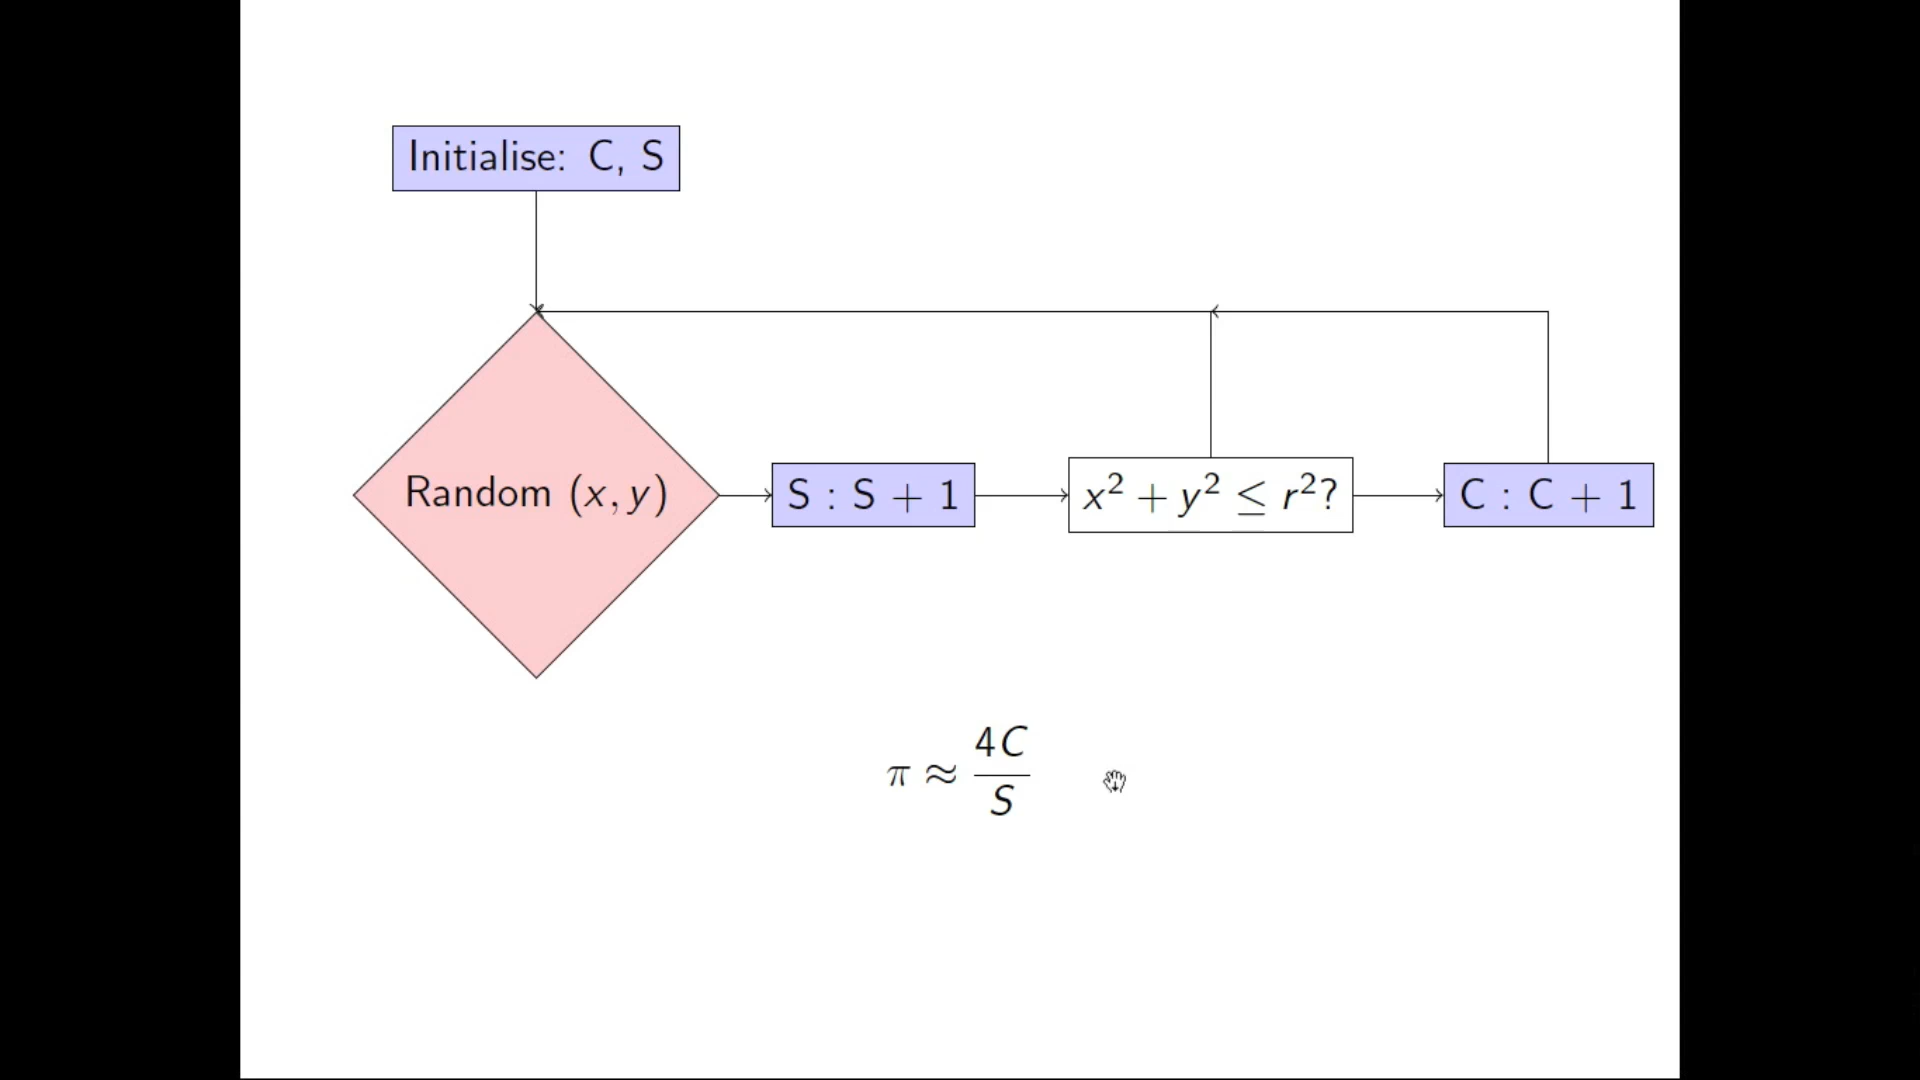 Initialise: C, S
Random (x, y)
S : S + 1
x² + y² ≤ r²?
C : C + 1
π ≈ 4C/S